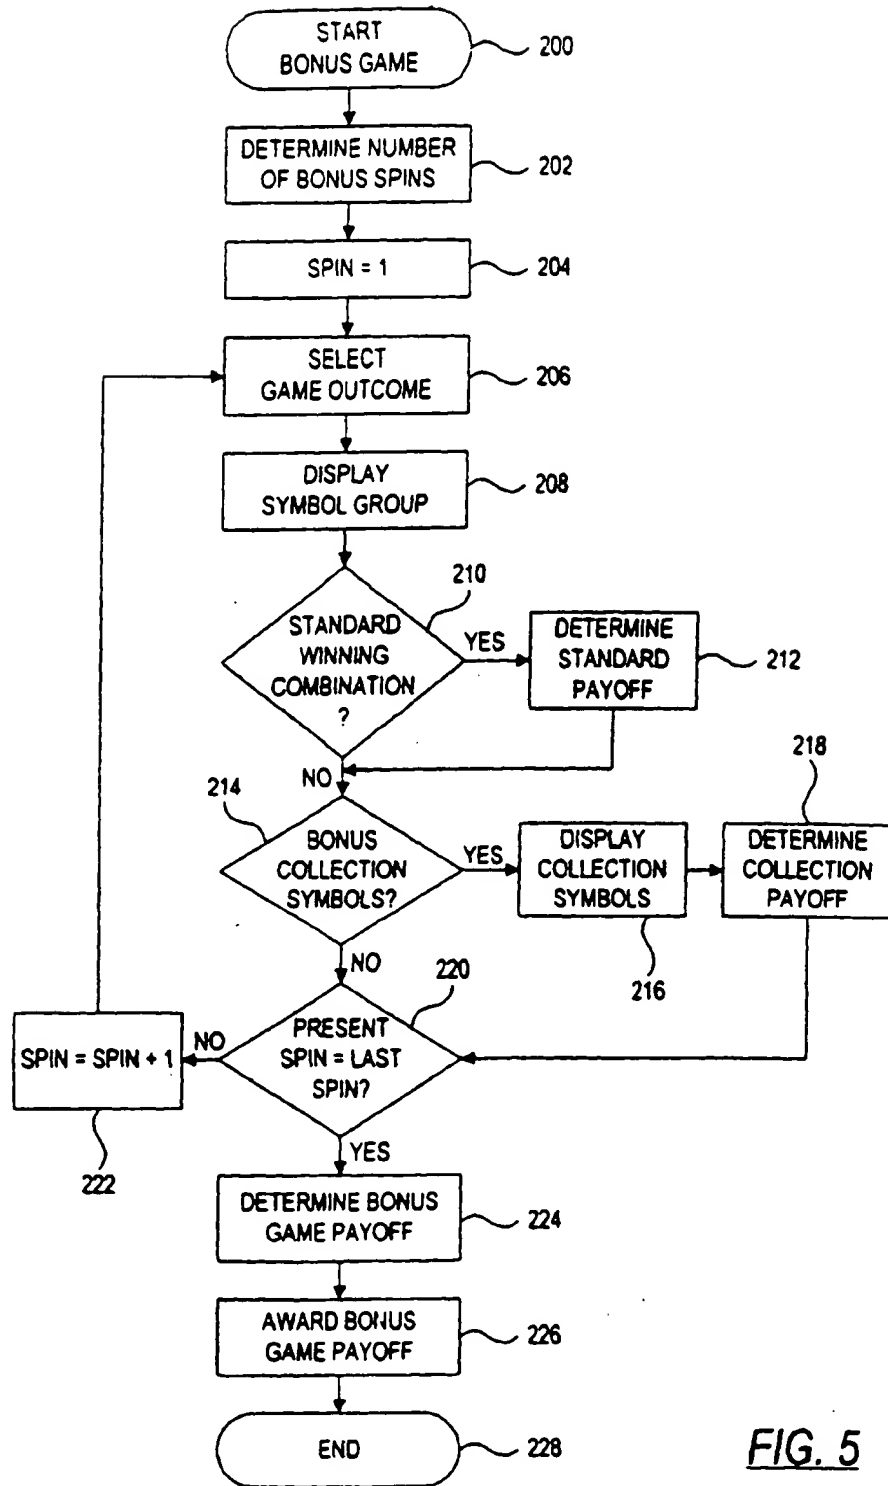 START
BONUS GAME
200
DETERMINE NUMBER
OF BONUS SPINS
202
SPIN = 1
204
SELECT
GAME OUTCOME
206
DISPLAY
SYMBOL GROUP
208
210
STANDARD
WINNING
COMBINATION
?
YES
DETERMINE
STANDARD
PAYOFF
212
NO
214
BONUS
COLLECTION
SYMBOLS?
YES
DISPLAY
COLLECTION
SYMBOLS
216
218
DETERMINE
COLLECTION
PAYOFF
NO
220
PRESENT
SPIN = LAST
SPIN?
NO
SPIN = SPIN + 1
222
YES
DETERMINE BONUS
GAME PAYOFF
224
AWARD BONUS
GAME PAYOFF
226
END
228
FIG. 5